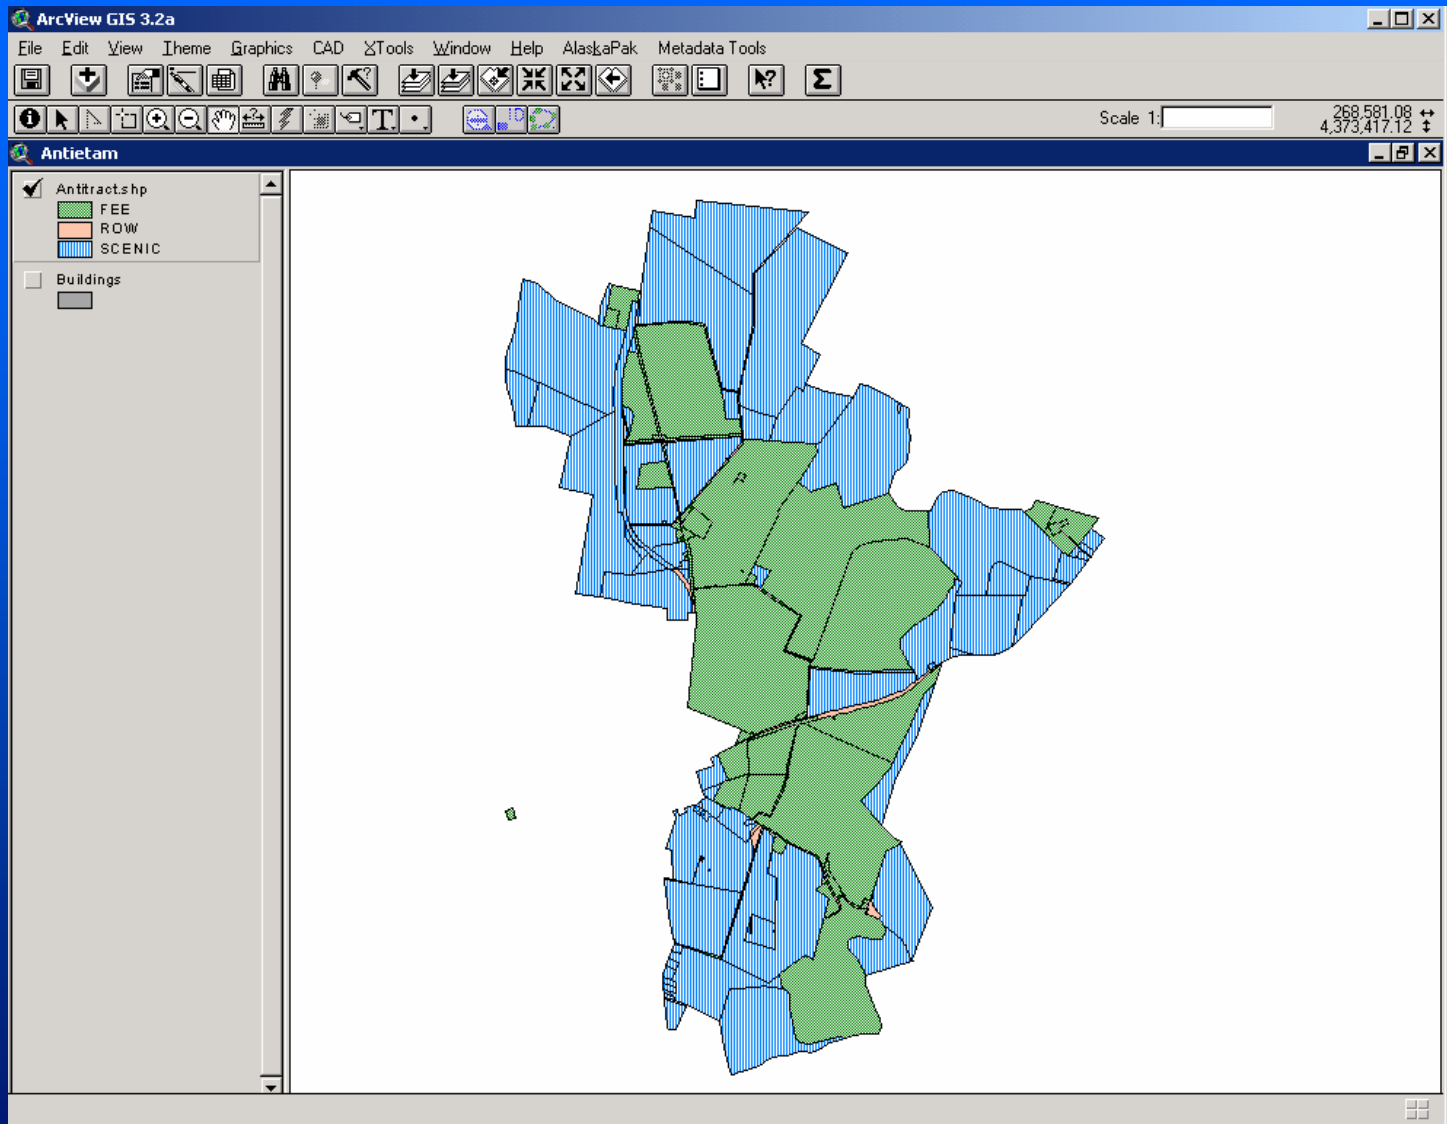 ArcView GIS 3.2a
File Edit View Theme Graphics CAD XTools Window Help AlaskaPak Metadata Tools
Scale 1:
268,581.08
4,373,417.12
Antietam
Antitract.shp
FEE
ROW
SCENIC
Buildings